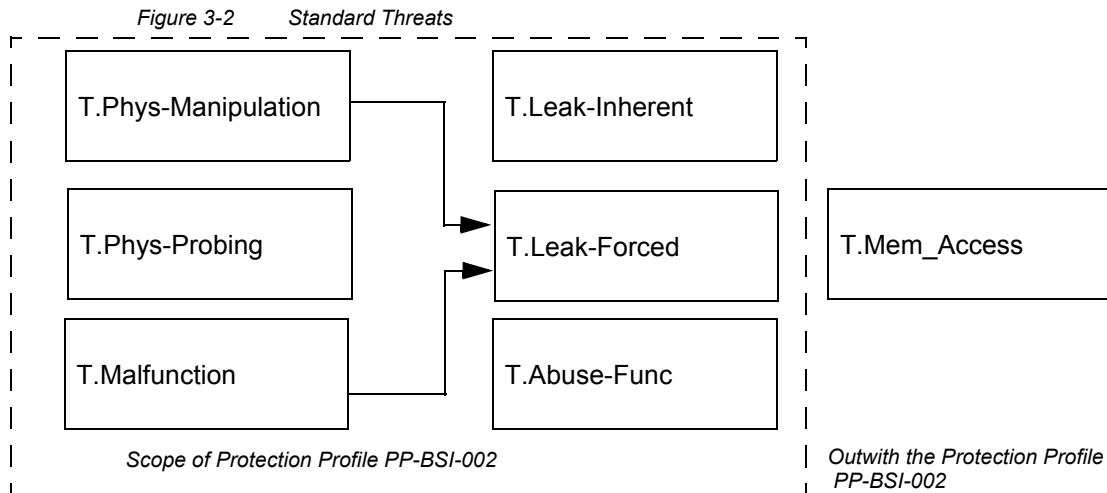 Figure 3-2 Standard Threats
T.Phys-Manipulation
T.Leak-Inherent
T.Phys-Probing
T.Leak-Forced
T.Mem_Access
T.Malfunction
T.Abuse-Func
Scope of Protection Profile PP-BSI-002
Outwith the Protection Profile
PP-BSI-002